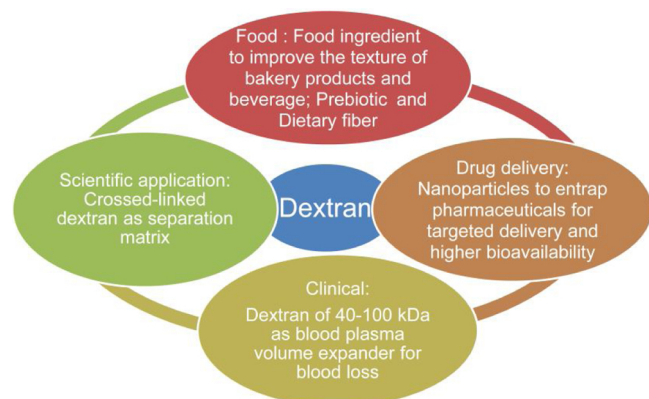 Food : Food ingredient
to improve the texture of
bakery products and
beverage; Prebiotic and
Dietary fiber
Scientific application:
Crossed-linked
dextran as separation
matrix
Dextran
Drug delivery:
Nanoparticles to entrap
pharmaceuticals for
targeted delivery and
higher bioavailability
Clinical:
Dextran of 40-100 kDa
as blood plasma
volume expander for
blood loss